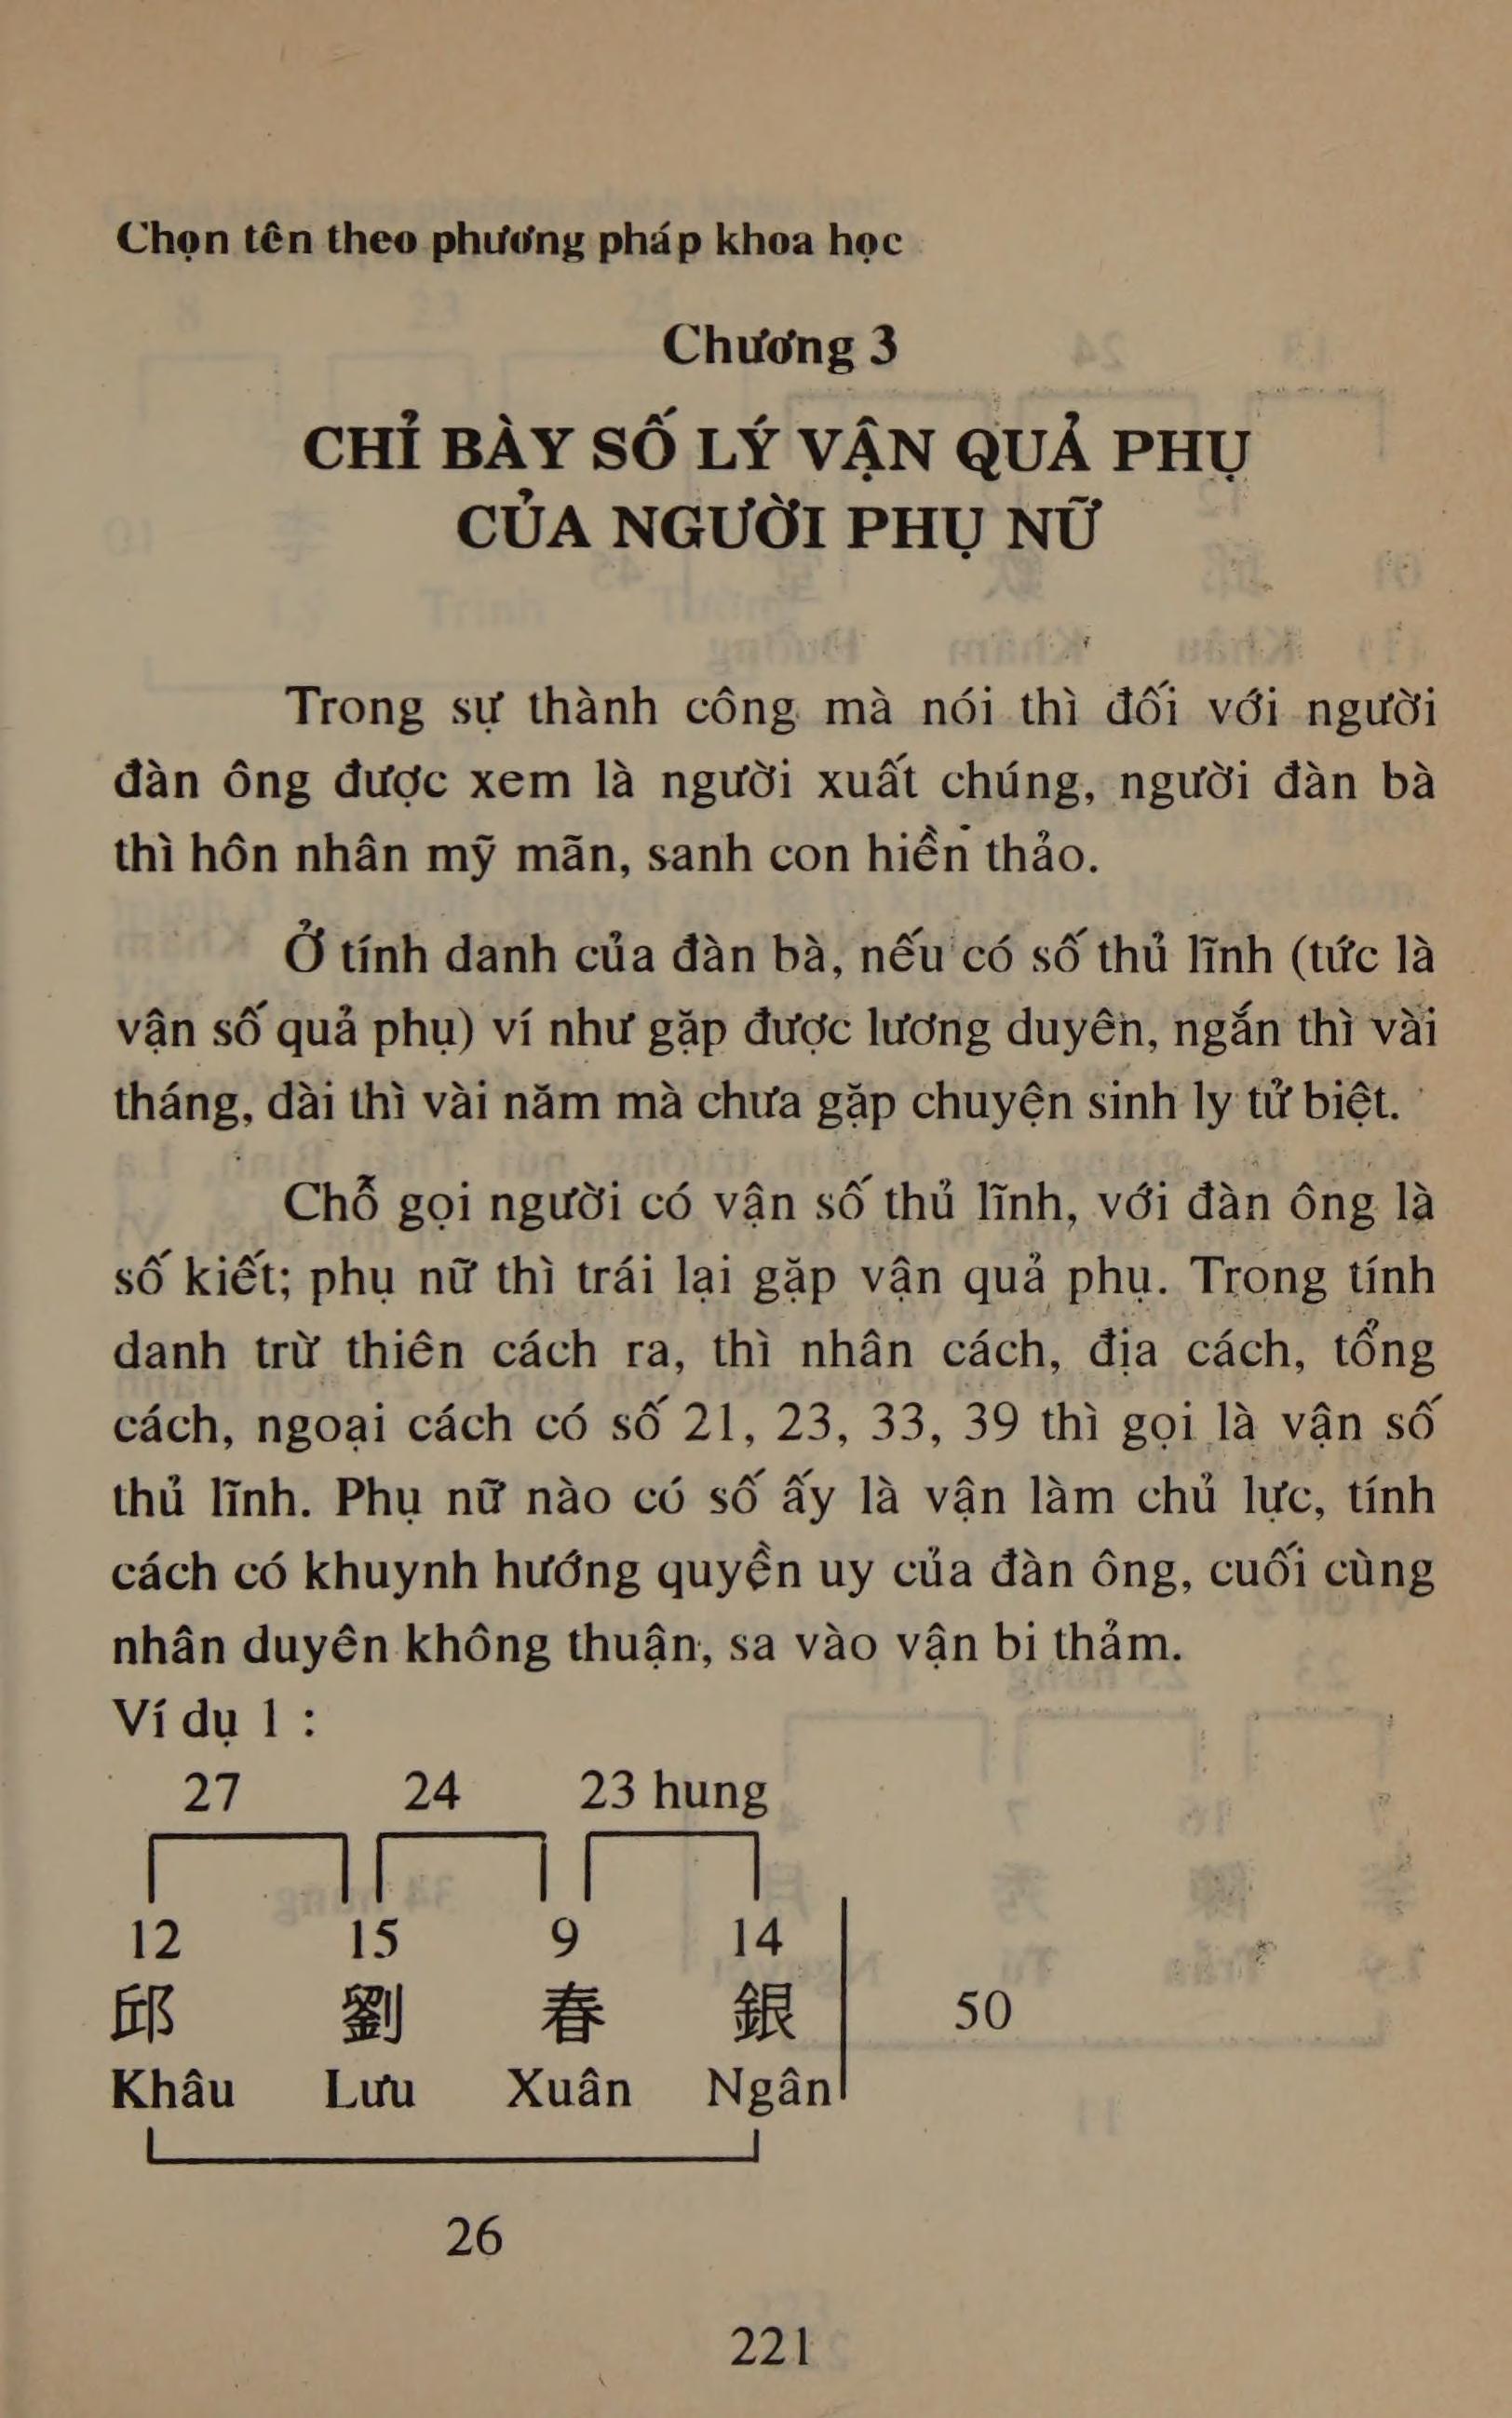 Chọn tên theo phương pháp khoa học
Chương 3
CHỈ BÀY SỐ LÝ VẬN QUẢ PHỤ
CỦA NGƯỜI PHỤ NỮ
Trong sự thành công mà nói thì đối với người
đàn ông được xem là người xuất chúng, người đàn bà
thì hôn nhân mỹ mãn, sanh con hiền thảo.
Ở tính danh của đàn bà, nếu có số thủ lĩnh (tức là
vận số quả phụ) ví như gặp được lương duyên, ngắn thì vài
tháng, dài thì vài năm mà chưa gặp chuyện sinh ly tử biệt.
Chỗ gọi người có vận số thủ lĩnh, với đàn ông là
số kiết; phụ nữ thì trái lại gặp vận quả phụ. Trong tính
danh trừ thiên cách ra, thì nhân cách, địa cách, tổng
cách, ngoại cách có số 21, 23, 33, 39 thì gọi là vận số
thủ lĩnh. Phụ nữ nào có số ấy là vận làm chủ lực, tính
cách có khuynh hướng quyền uy của đàn ông, cuối cùng
nhân duyên không thuận, sa vào vận bi thảm.
Ví dụ 1 :
27 24 23 hung
12 15 9 14
邱 劉 春 銀 50
Khâu Lưu Xuân Ngân
26
221